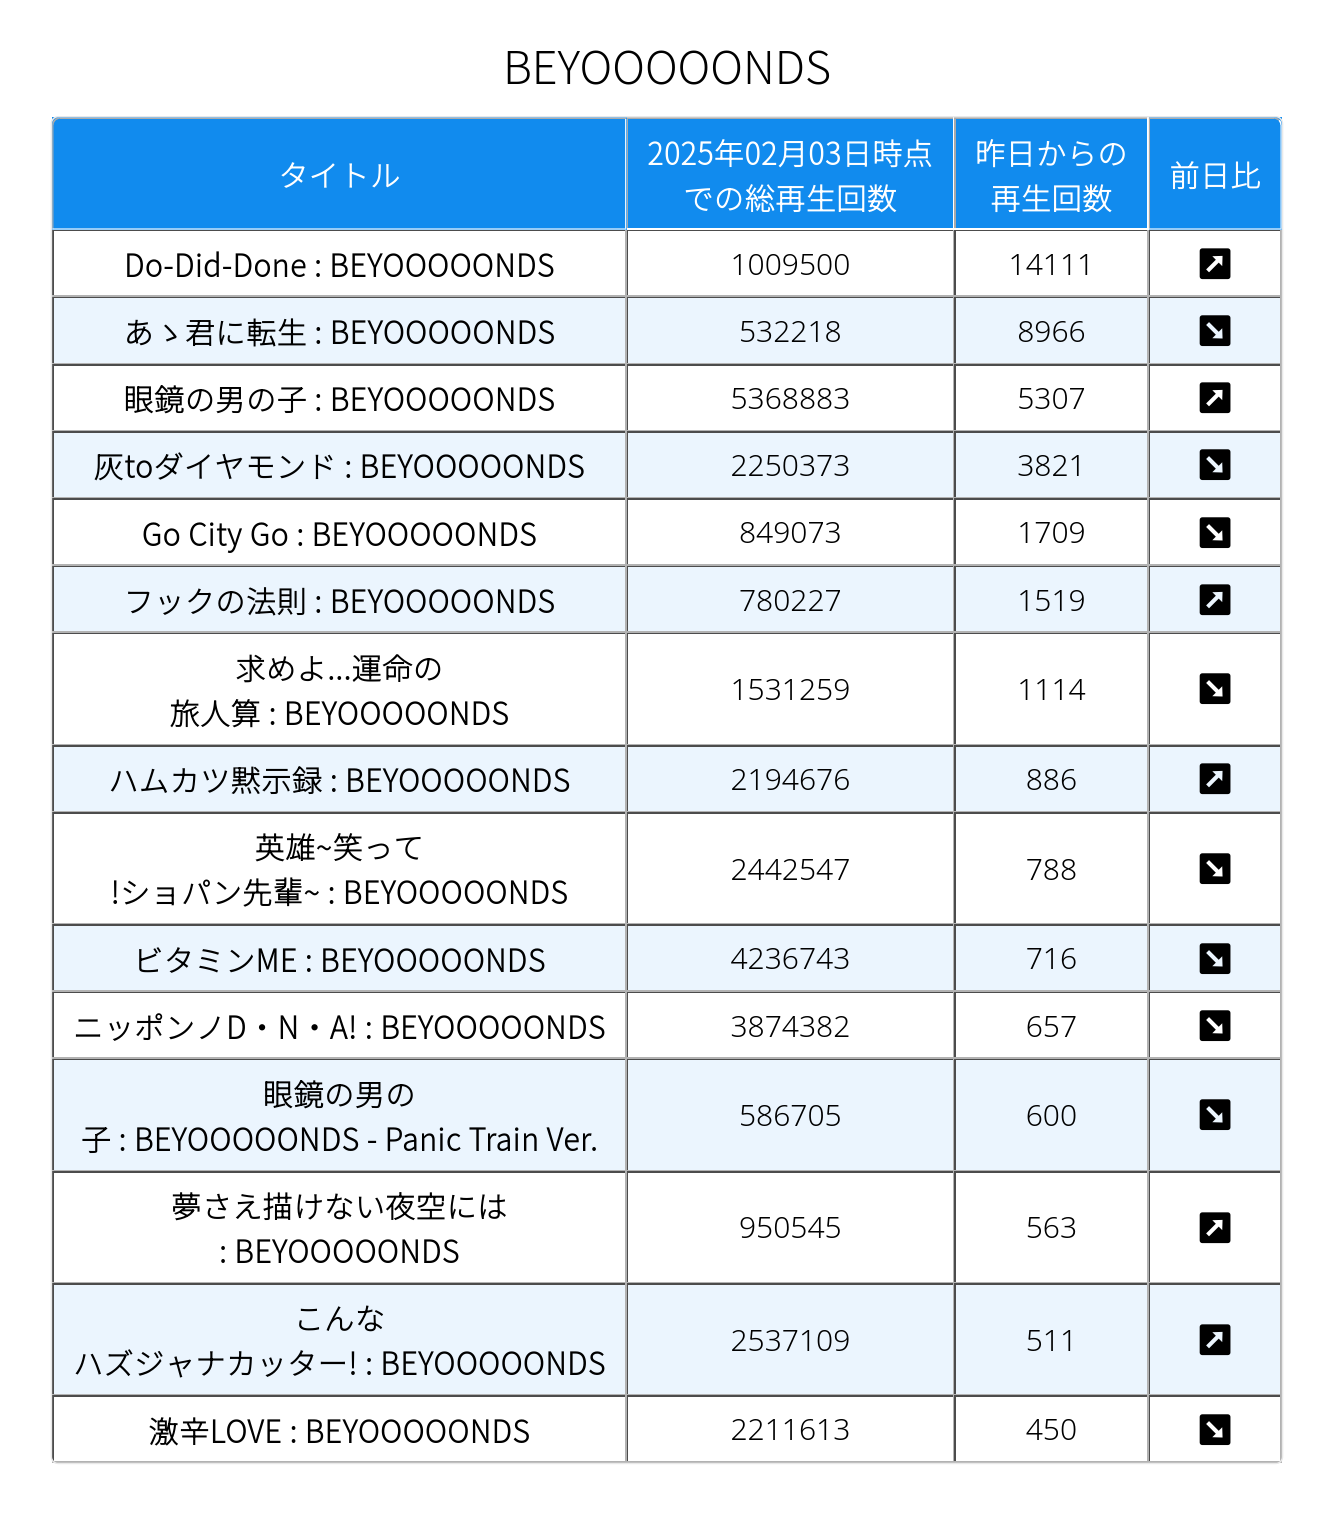 BEYOOOOONDS
タイトル
2025年02月03日時点
での総再生回数
昨日からの
再生回数
前日比
Do-Did-Done : BEYOOOOONDS
1009500
14111
あゝ君に転生 : BEYOOOOONDS
532218
8966
眼鏡の男の子 : BEYOOOOONDS
5368883
5307
灰toダイヤモンド : BEYOOOOONDS
2250373
3821
Go City Go : BEYOOOOONDS
849073
1709
フックの法則 : BEYOOOOONDS
780227
1519
求めよ...運命の
旅人算 : BEYOOOOONDS
1531259
1114
ハムカツ黙示録 : BEYOOOOONDS
2194676
886
英雄~笑って
!ショパン先輩~ : BEYOOOOONDS
2442547
788
ビタミンME : BEYOOOOONDS
4236743
716
ニッポンノD・N・A! : BEYOOOOONDS
3874382
657
眼鏡の男の
子 : BEYOOOOONDS - Panic Train Ver.
586705
600
夢さえ描けない夜空には
: BEYOOOOONDS
950545
563
こんな
ハズジャナカッター! : BEYOOOOONDS
2537109
511
激辛LOVE : BEYOOOOONDS
2211613
450